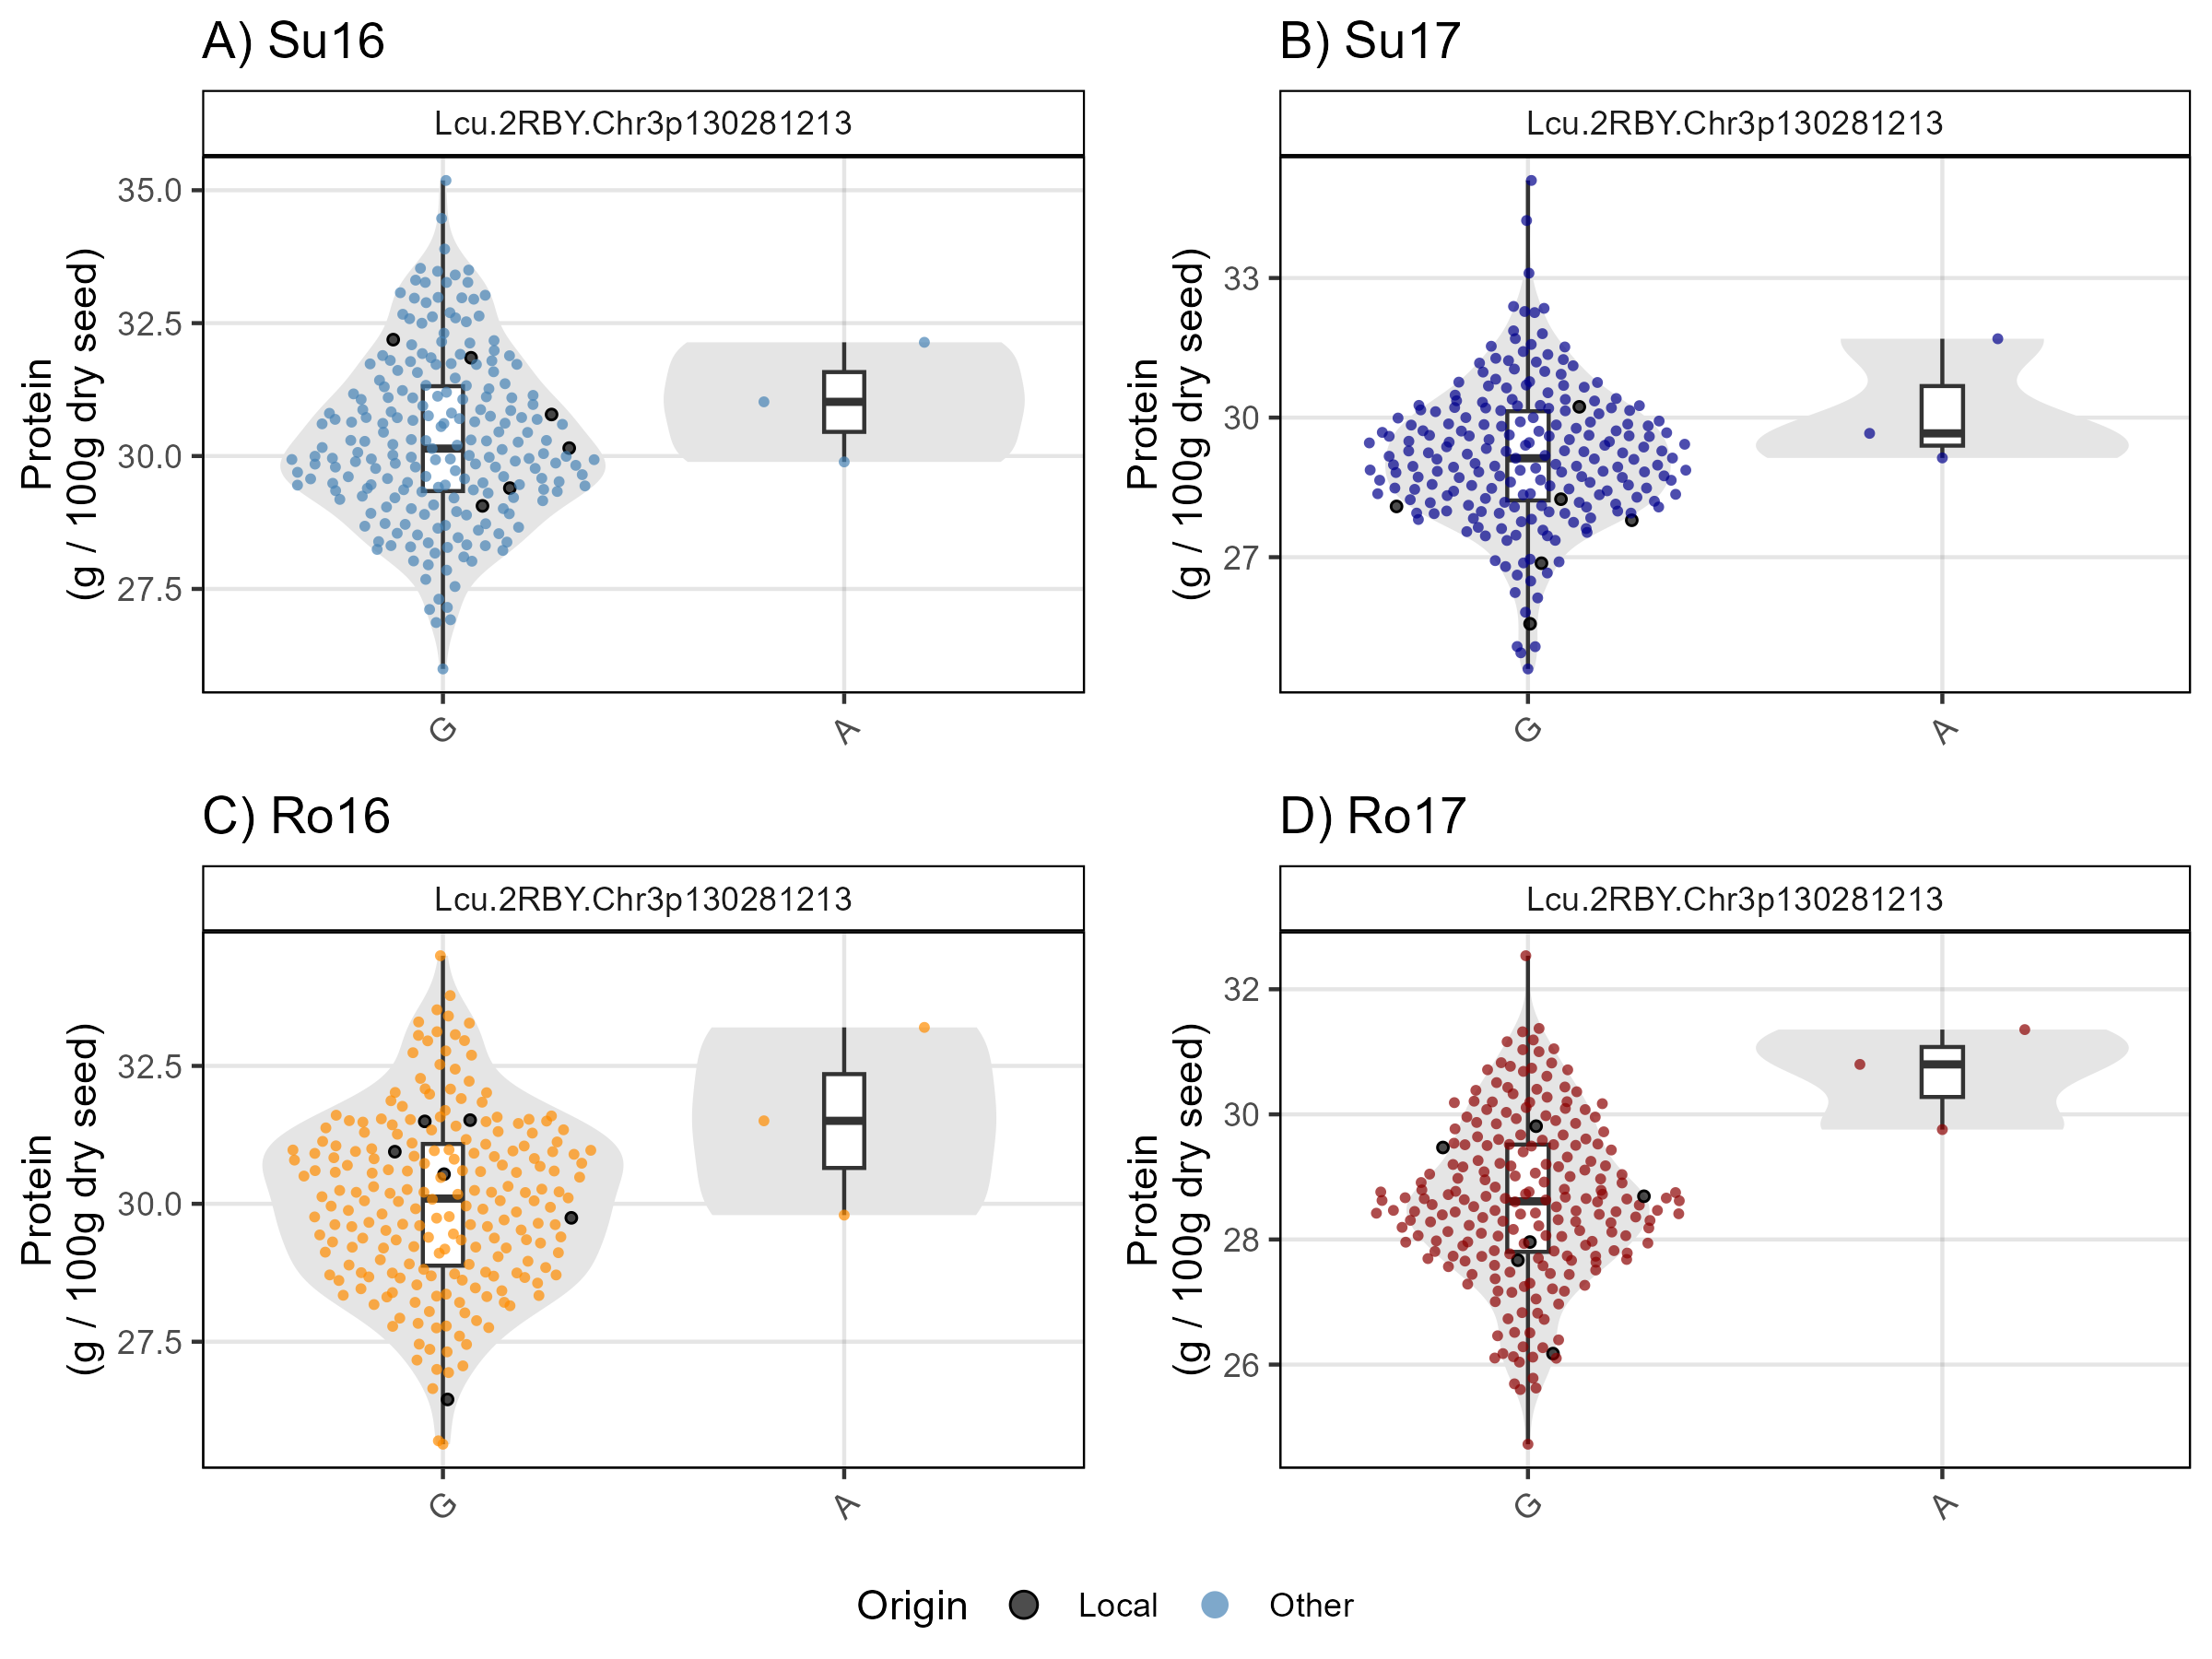 A) Su16
Lcu.2RBY.Chr3p130281213
Protein
(g / 100g dry seed)
35.0
32.5
30.0
27.5
G
A
B) Su17
Lcu.2RBY.Chr3p130281213
Protein
(g / 100g dry seed)
33
30
27
G
A
C) Ro16
Lcu.2RBY.Chr3p130281213
Protein
(g / 100g dry seed)
32.5
30.0
27.5
G
A
D) Ro17
Lcu.2RBY.Chr3p130281213
Protein
(g / 100g dry seed)
32
30
28
26
G
A
Origin Local Other